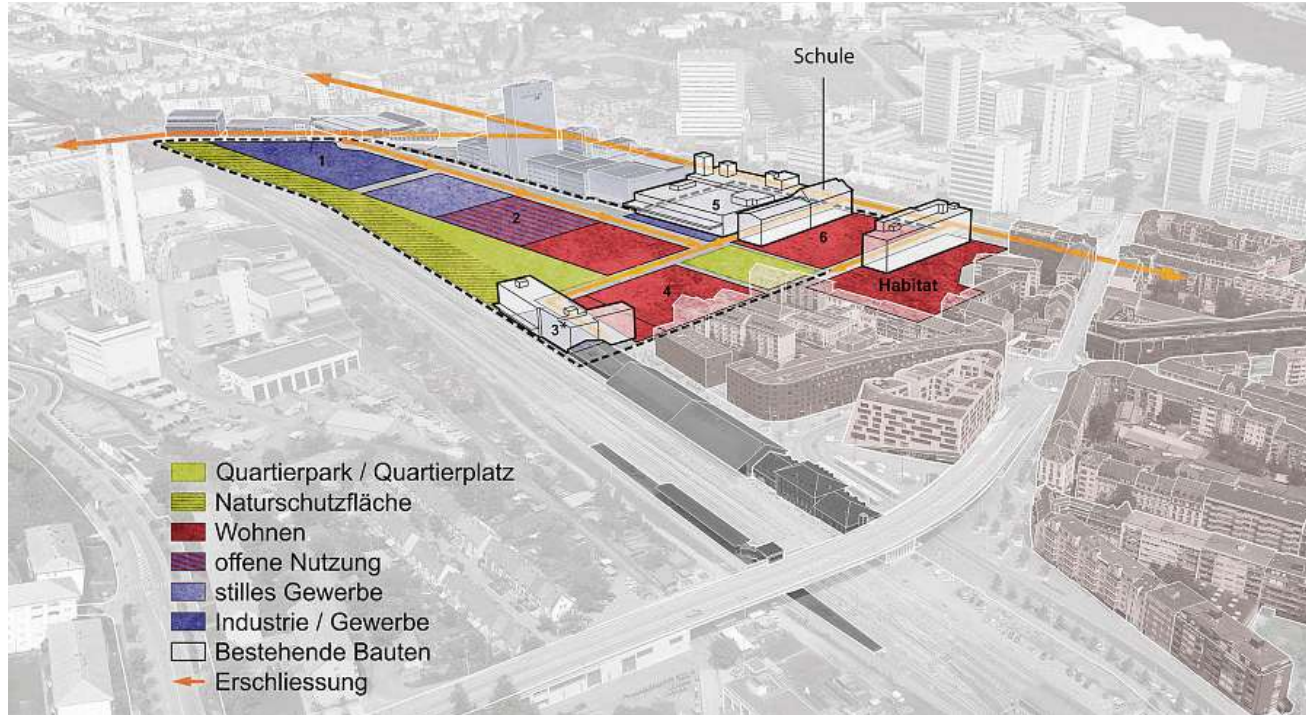 Schule
1
2
5
6
Habitat
4
3*
Quartierpark / Quartierplatz
Naturschutzfläche
Wohnen
offene Nutzung
stilles Gewerbe
Industrie / Gewerbe
Bestehende Bauten
Erschliessung